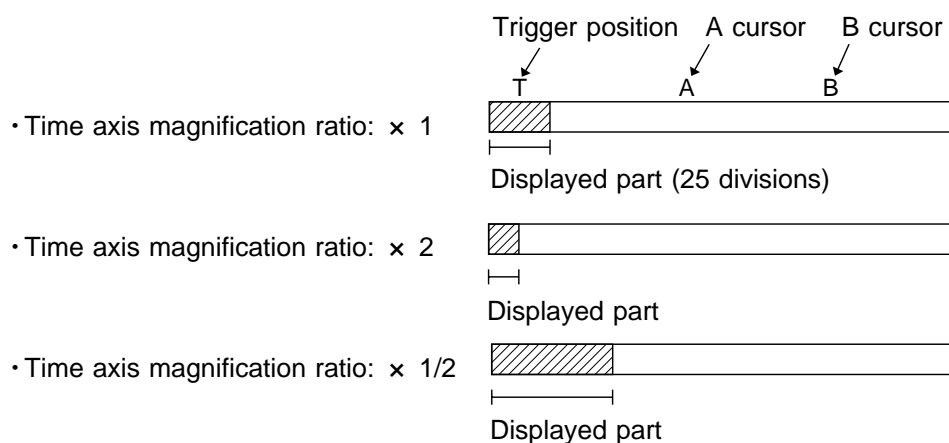 Trigger position A cursor B cursor
T A B
・Time axis magnification ratio: × 1
Displayed part (25 divisions)
・Time axis magnification ratio: × 2
Displayed part
・Time axis magnification ratio: × 1/2
Displayed part